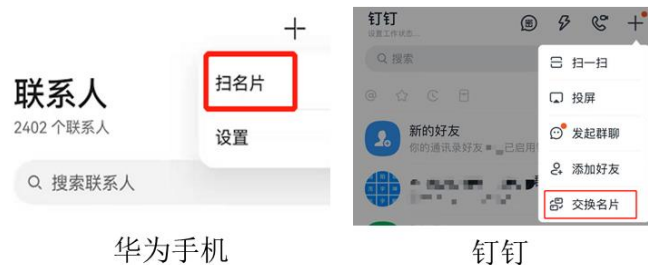 联系人
2402 个联系人
搜索联系人
扫名片
设置
华为手机
钉钉
设置工作状态...
搜索
新的好友
你的通讯录好友
已启用
扫一扫
投屏
发起群聊
添加好友
交换名片
钉钉